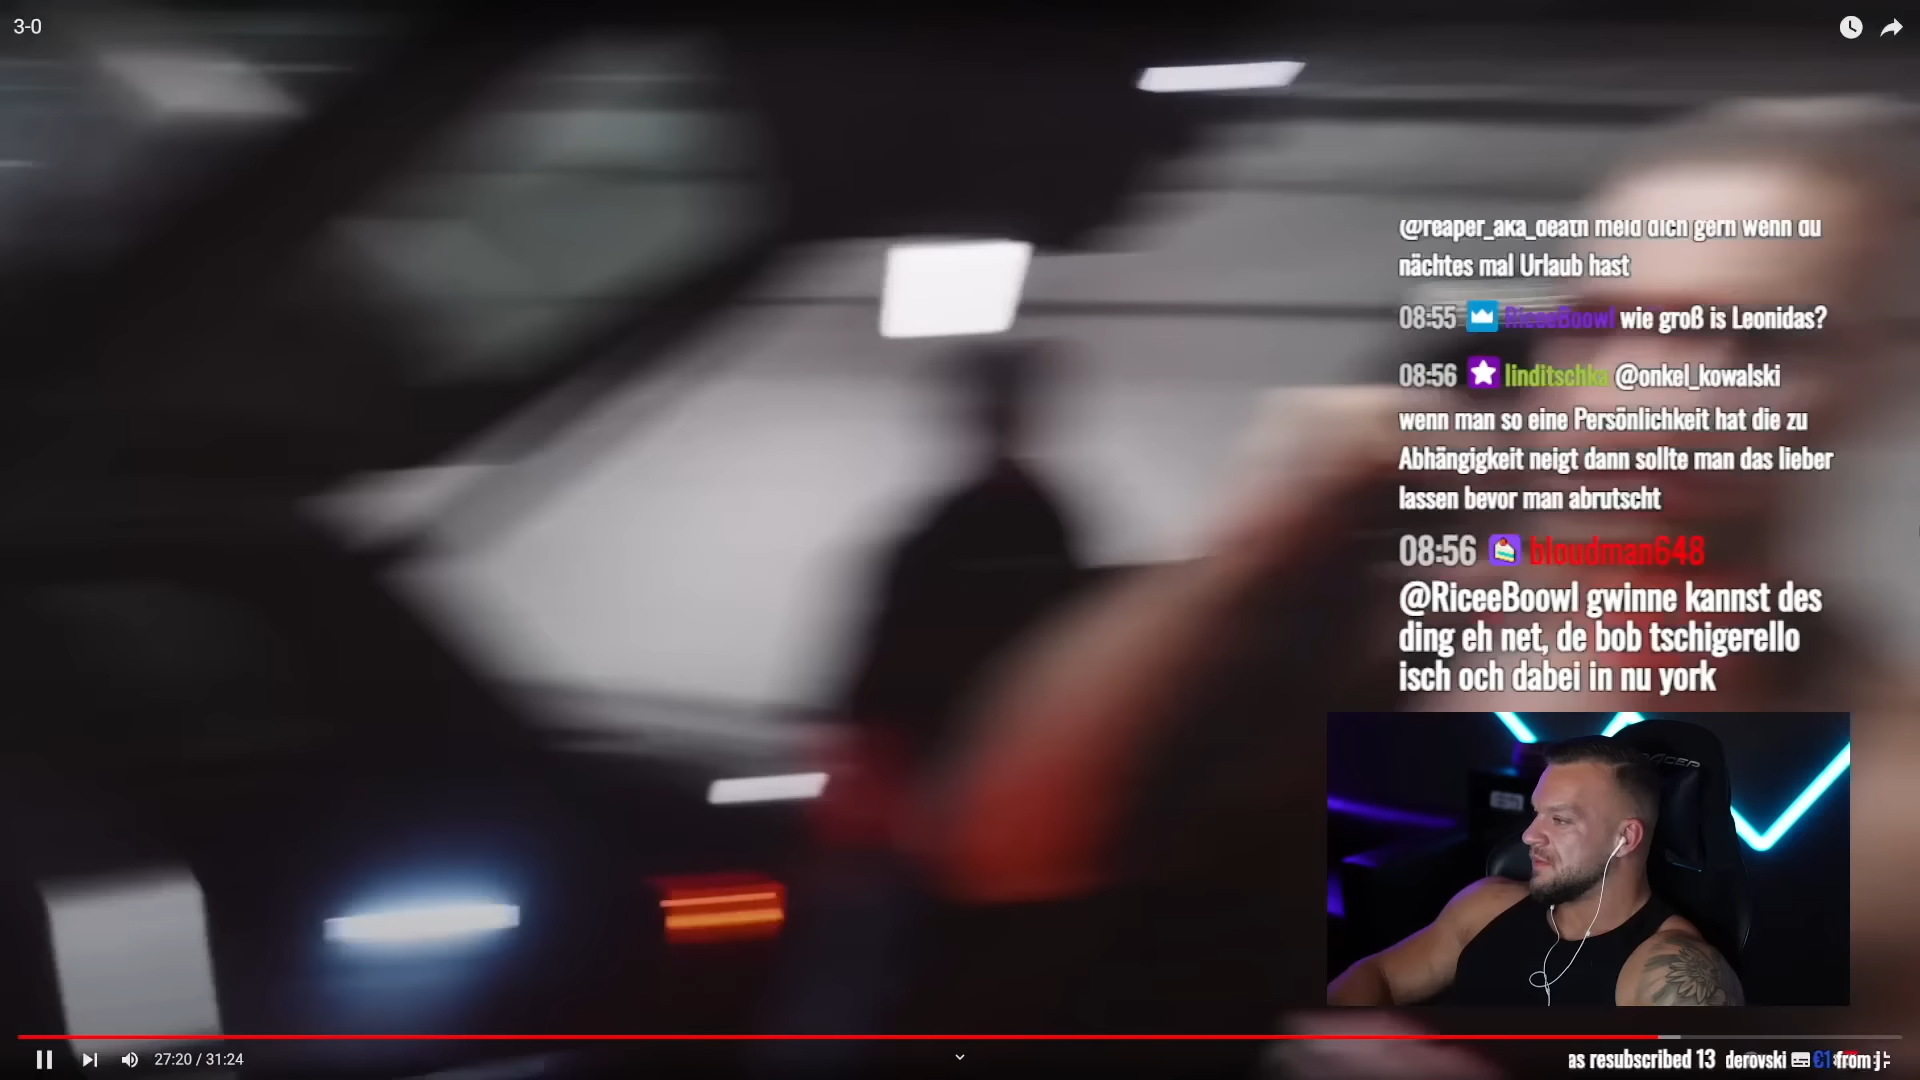 3-0
@reaper_aka_death meld dich gern wenn du
nächtes mal Urlaub hast
08:55 RiceeBoowl wie groß is Leonidas?
08:56 linditschka @onkel_kowalski
wenn man so eine Persönlichkeit hat die zu
Abhängigkeit neigt dann sollte man das lieber
lassen bevor man abrutscht
08:56 bloudman648
@RiceeBoowl gwinne kannst des
ding eh net, de bob tschigerello
isch och dabei in nu york
27:20 / 31:24
as resubscribed 13 derovski €1 from j